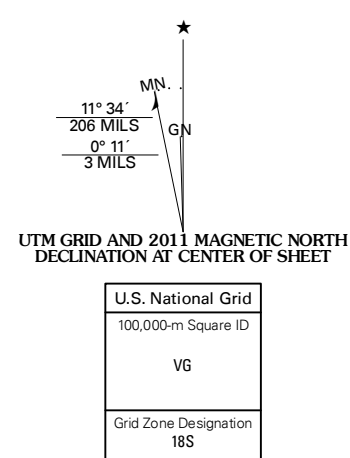 ★
MN
11° 34´
206 MILS
GN
0° 11´
3 MILS
UTM GRID AND 2011 MAGNETIC NORTH
DECLINATION AT CENTER OF SHEET
U.S. National Grid
100,000-m Square ID
VG
Grid Zone Designation
18S